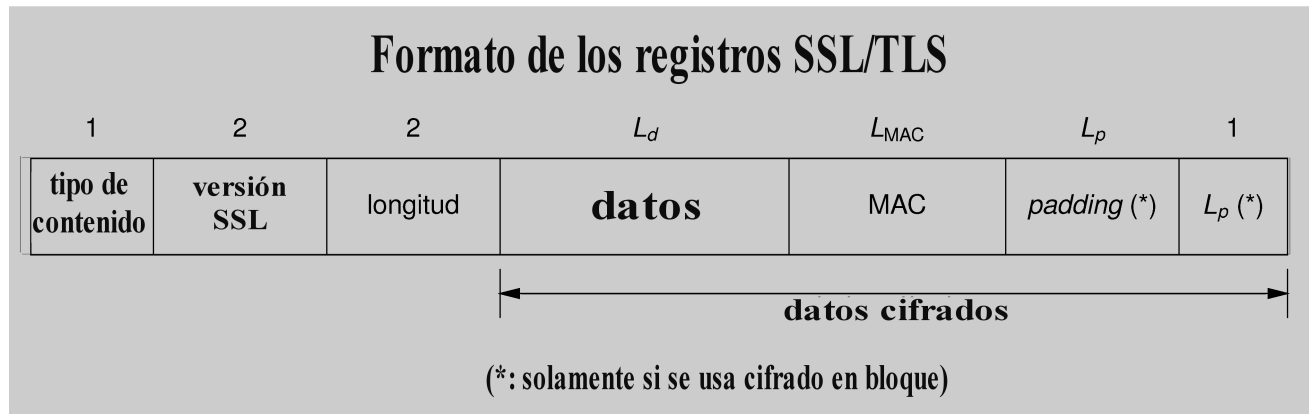 Formato de los registros SSL/TLS
1 2 2 Ld LMAC Lp 1
tipo de contenido
versión SSL
longitud
datos
MAC
padding (*)
Lp (*)
datos cifrados
(*: solamente si se usa cifrado en bloque)